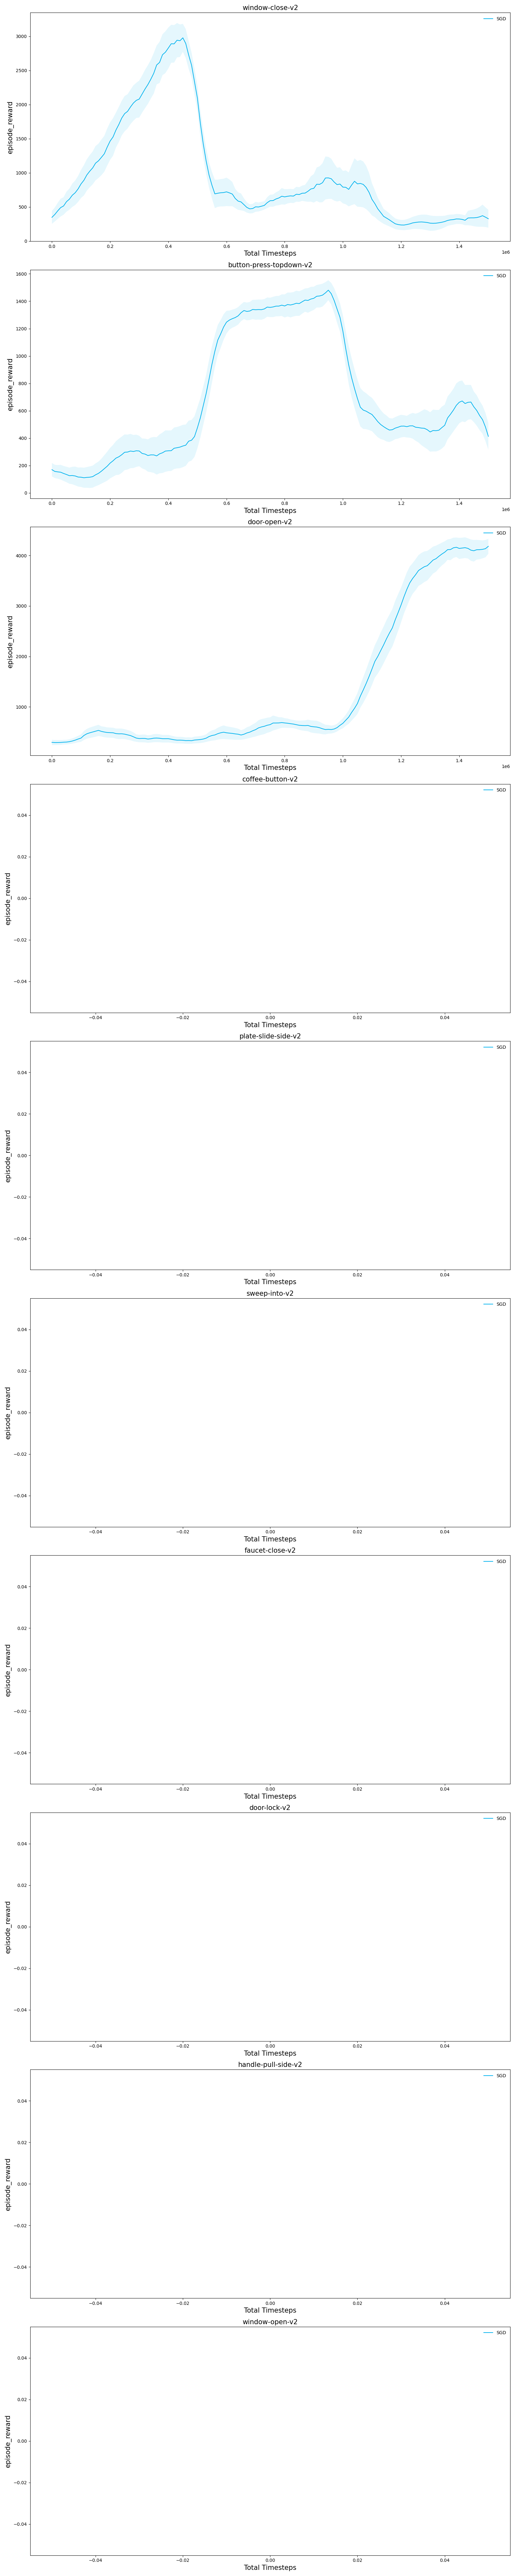 window-close-v2
SGD
3000
2500
2000
1500
1000
500
0
episode_reward
0.0 0.2 0.4 0.6 0.8 1.0 1.2 1.4
1e6
Total Timesteps
button-press-topdown-v2
SGD
1600
1400
1200
1000
800
600
400
200
0
episode_reward
0.0 0.2 0.4 0.6 0.8 1.0 1.2 1.4
1e6
Total Timesteps
door-open-v2
SGD
4000
3000
2000
1000
episode_reward
0.0 0.2 0.4 0.6 0.8 1.0 1.2 1.4
1e6
Total Timesteps
coffee-button-v2
SGD
0.04
0.02
0.00
−0.02
−0.04
episode_reward
−0.04 −0.02 0.00 0.02 0.04
Total Timesteps
plate-slide-side-v2
SGD
0.04
0.02
0.00
−0.02
−0.04
episode_reward
−0.04 −0.02 0.00 0.02 0.04
Total Timesteps
sweep-into-v2
SGD
0.04
0.02
0.00
−0.02
−0.04
episode_reward
−0.04 −0.02 0.00 0.02 0.04
Total Timesteps
faucet-close-v2
SGD
0.04
0.02
0.00
−0.02
−0.04
episode_reward
−0.04 −0.02 0.00 0.02 0.04
Total Timesteps
door-lock-v2
SGD
0.04
0.02
0.00
−0.02
−0.04
episode_reward
−0.04 −0.02 0.00 0.02 0.04
Total Timesteps
handle-pull-side-v2
SGD
0.04
0.02
0.00
−0.02
−0.04
episode_reward
−0.04 −0.02 0.00 0.02 0.04
Total Timesteps
window-open-v2
SGD
0.04
0.02
0.00
−0.02
−0.04
episode_reward
−0.04 −0.02 0.00 0.02 0.04
Total Timesteps